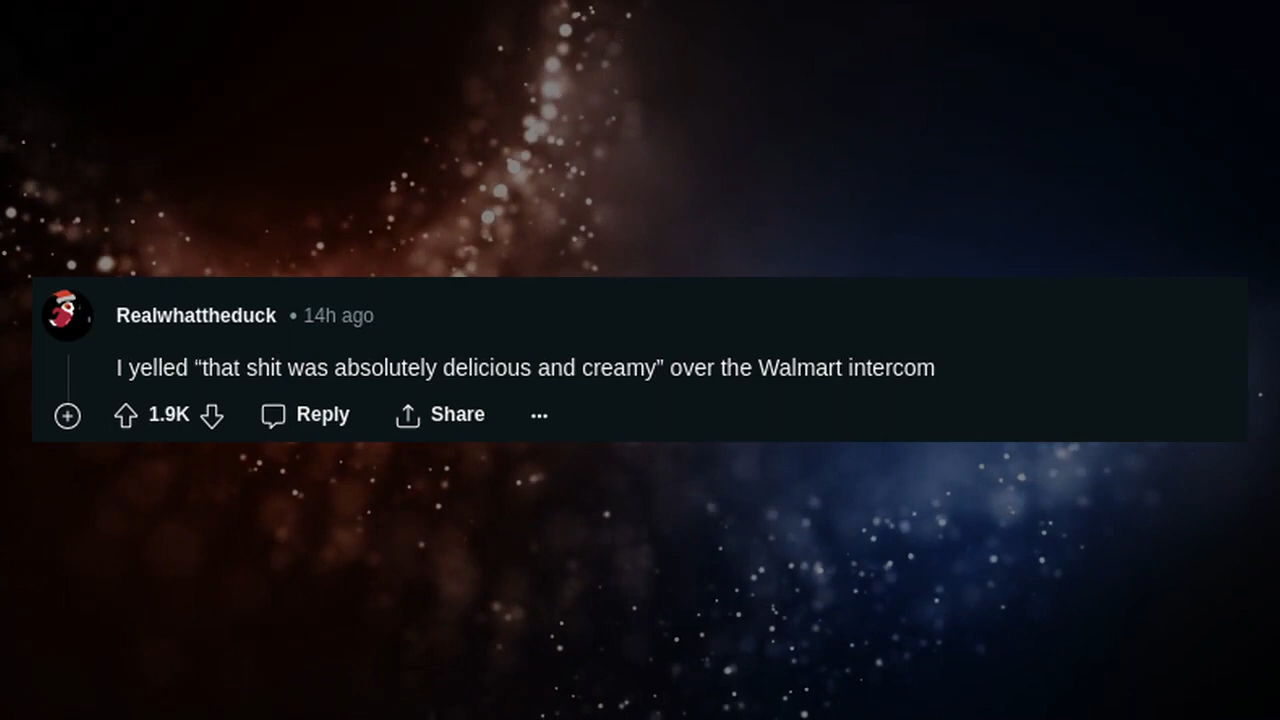 Realwhattheduck • 14h ago
I yelled “that shit was absolutely delicious and creamy” over the Walmart intercom
1.9K Reply Share